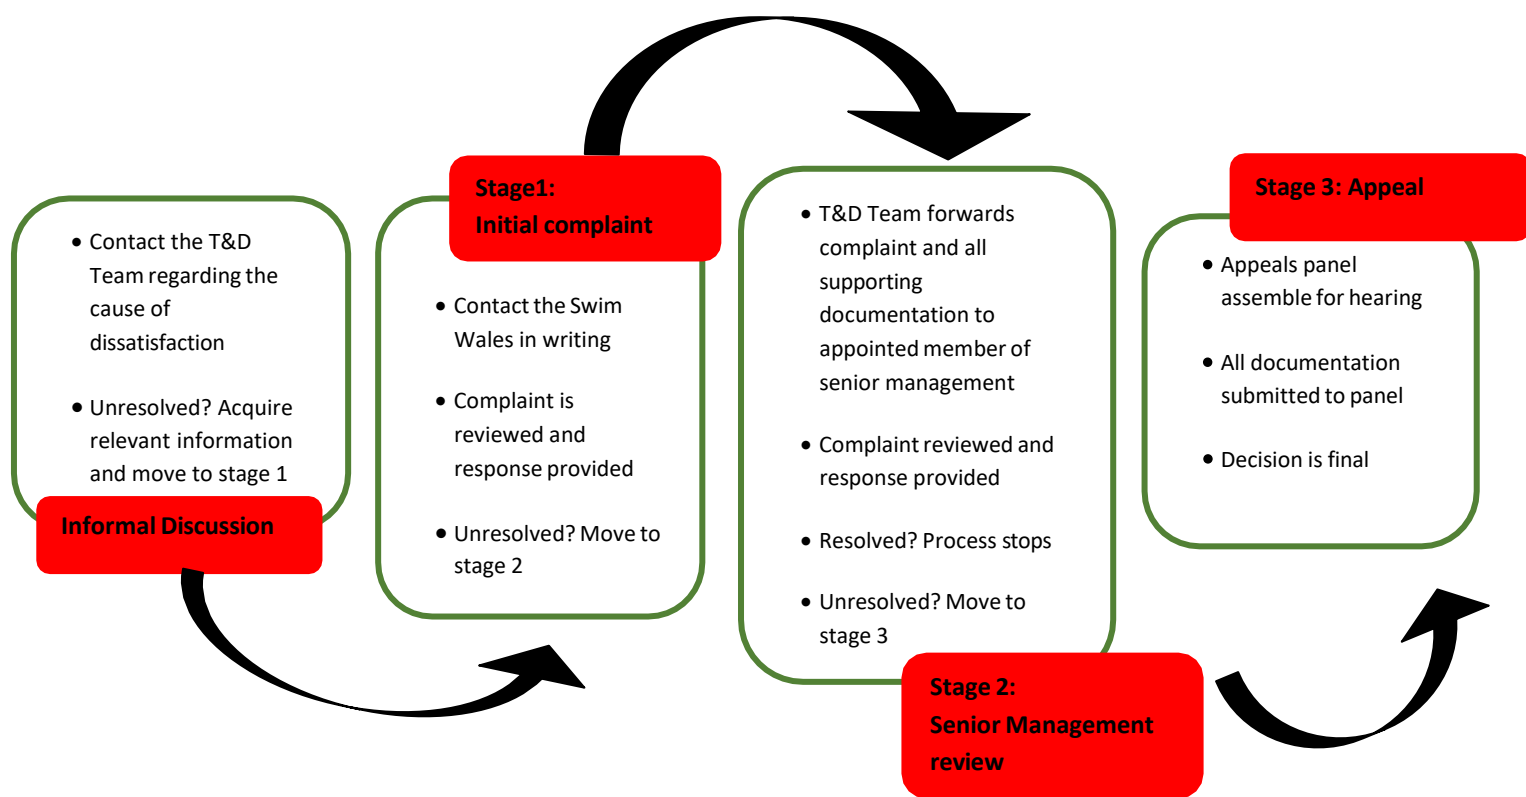 • Contact the T&D
Team regarding the
cause of
dissatisfaction
• Unresolved? Acquire
relevant information
and move to stage 1
Informal Discussion
Stage1:
Initial complaint
• Contact the Swim
Wales in writing
• Complaint is
reviewed and
response provided
• Unresolved? Move to
stage 2
• T&D Team forwards
complaint and all
supporting
documentation to
appointed member of
senior management
• Complaint reviewed and
response provided
• Resolved? Process stops
• Unresolved? Move to
stage 3
Stage 2:
Senior Management
review
Stage 3: Appeal
• Appeals panel
assemble for hearing
• All documentation
submitted to panel
• Decision is final